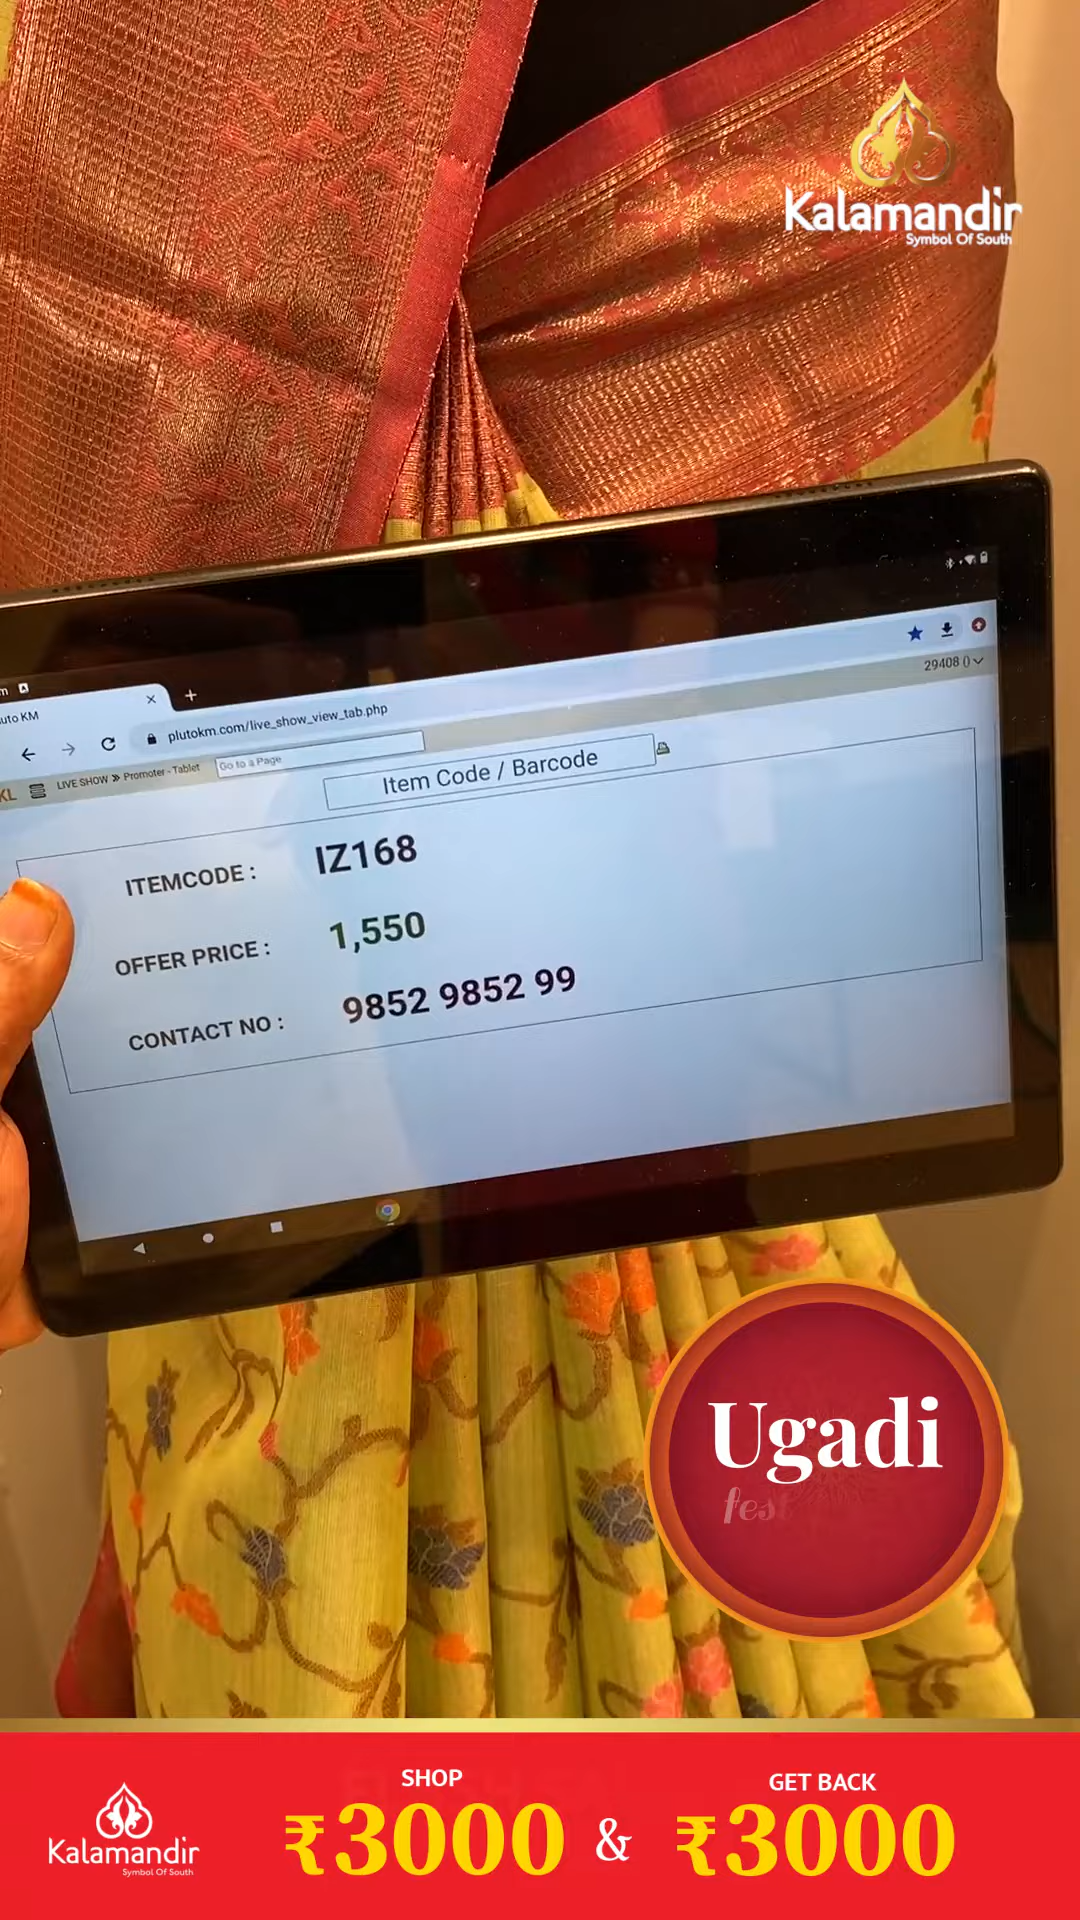 Kalamandir
Symbol Of South
29408 ()
uto KM
plutokm.com/live_show_view_tab.php
KL
LIVE SHOW » Promoter - Tablet
Go to a Page
Item Code / Barcode
ITEMCODE : IZ168
OFFER PRICE : 1,550
CONTACT NO : 9852 9852 99
Ugadi
fest
SHOP
₹3000
&
GET BACK
₹3000
Kalamandir
Symbol Of South